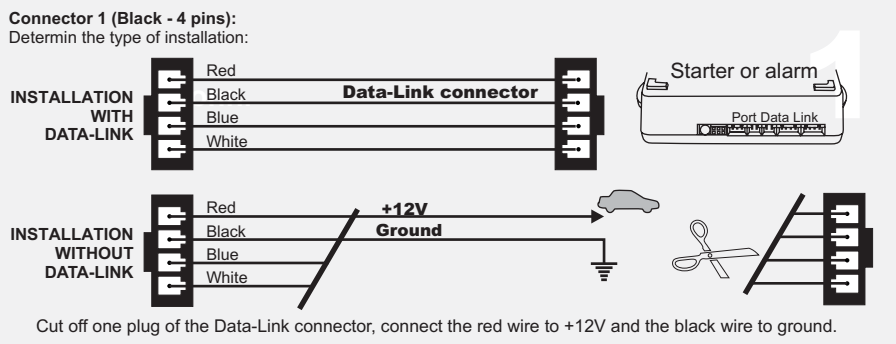 Connector 1 (Black - 4 pins):
Determin the type of installation:
1
Red
Black
Blue
White
INSTALLATION
WITH
DATA-LINK
Data-Link connector
Starter or alarm
Port Data Link
Red
Black
Blue
White
INSTALLATION
WITHOUT
DATA-LINK
+12V
Ground
Cut off one plug of the Data-Link connector, connect the red wire to +12V and the black wire to ground.